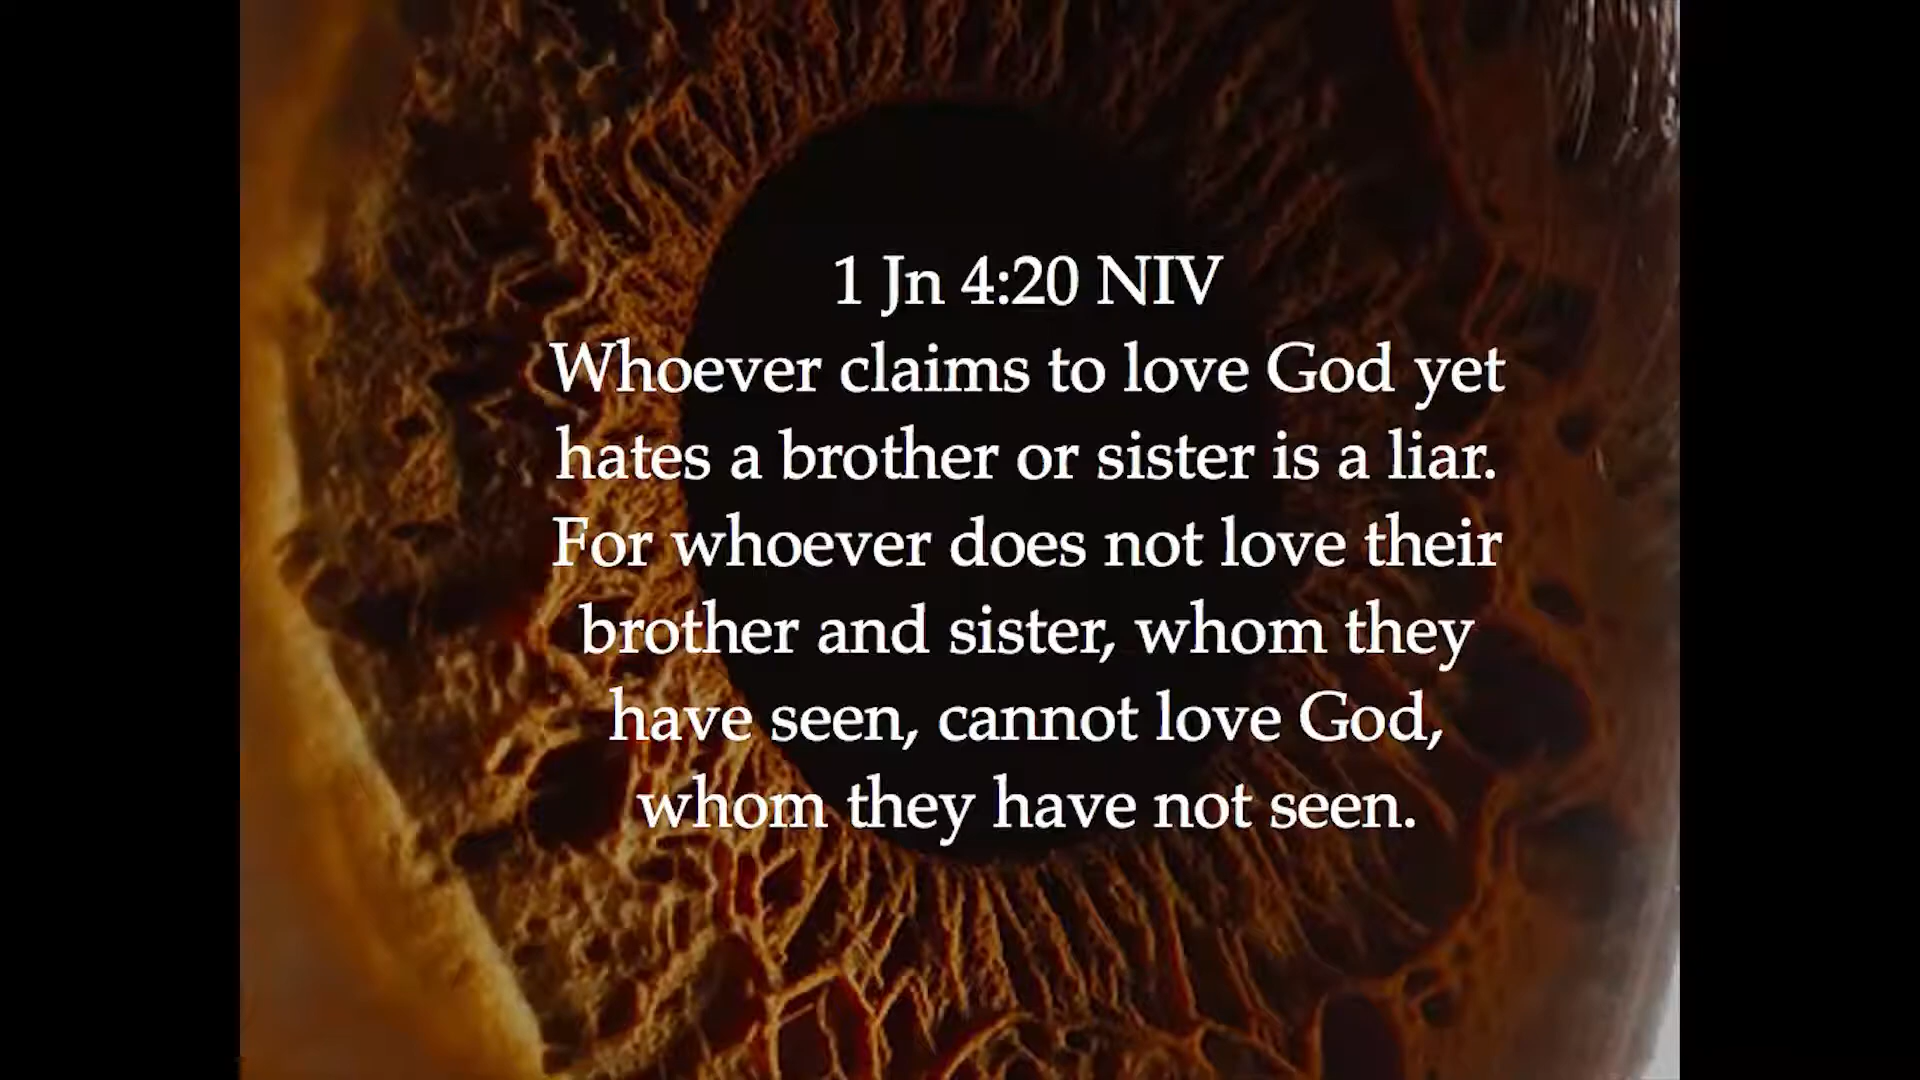 1 Jn 4:20 NIV
Whoever claims to love God yet
hates a brother or sister is a liar.
For whoever does not love their
brother and sister, whom they
have seen, cannot love God,
whom they have not seen.